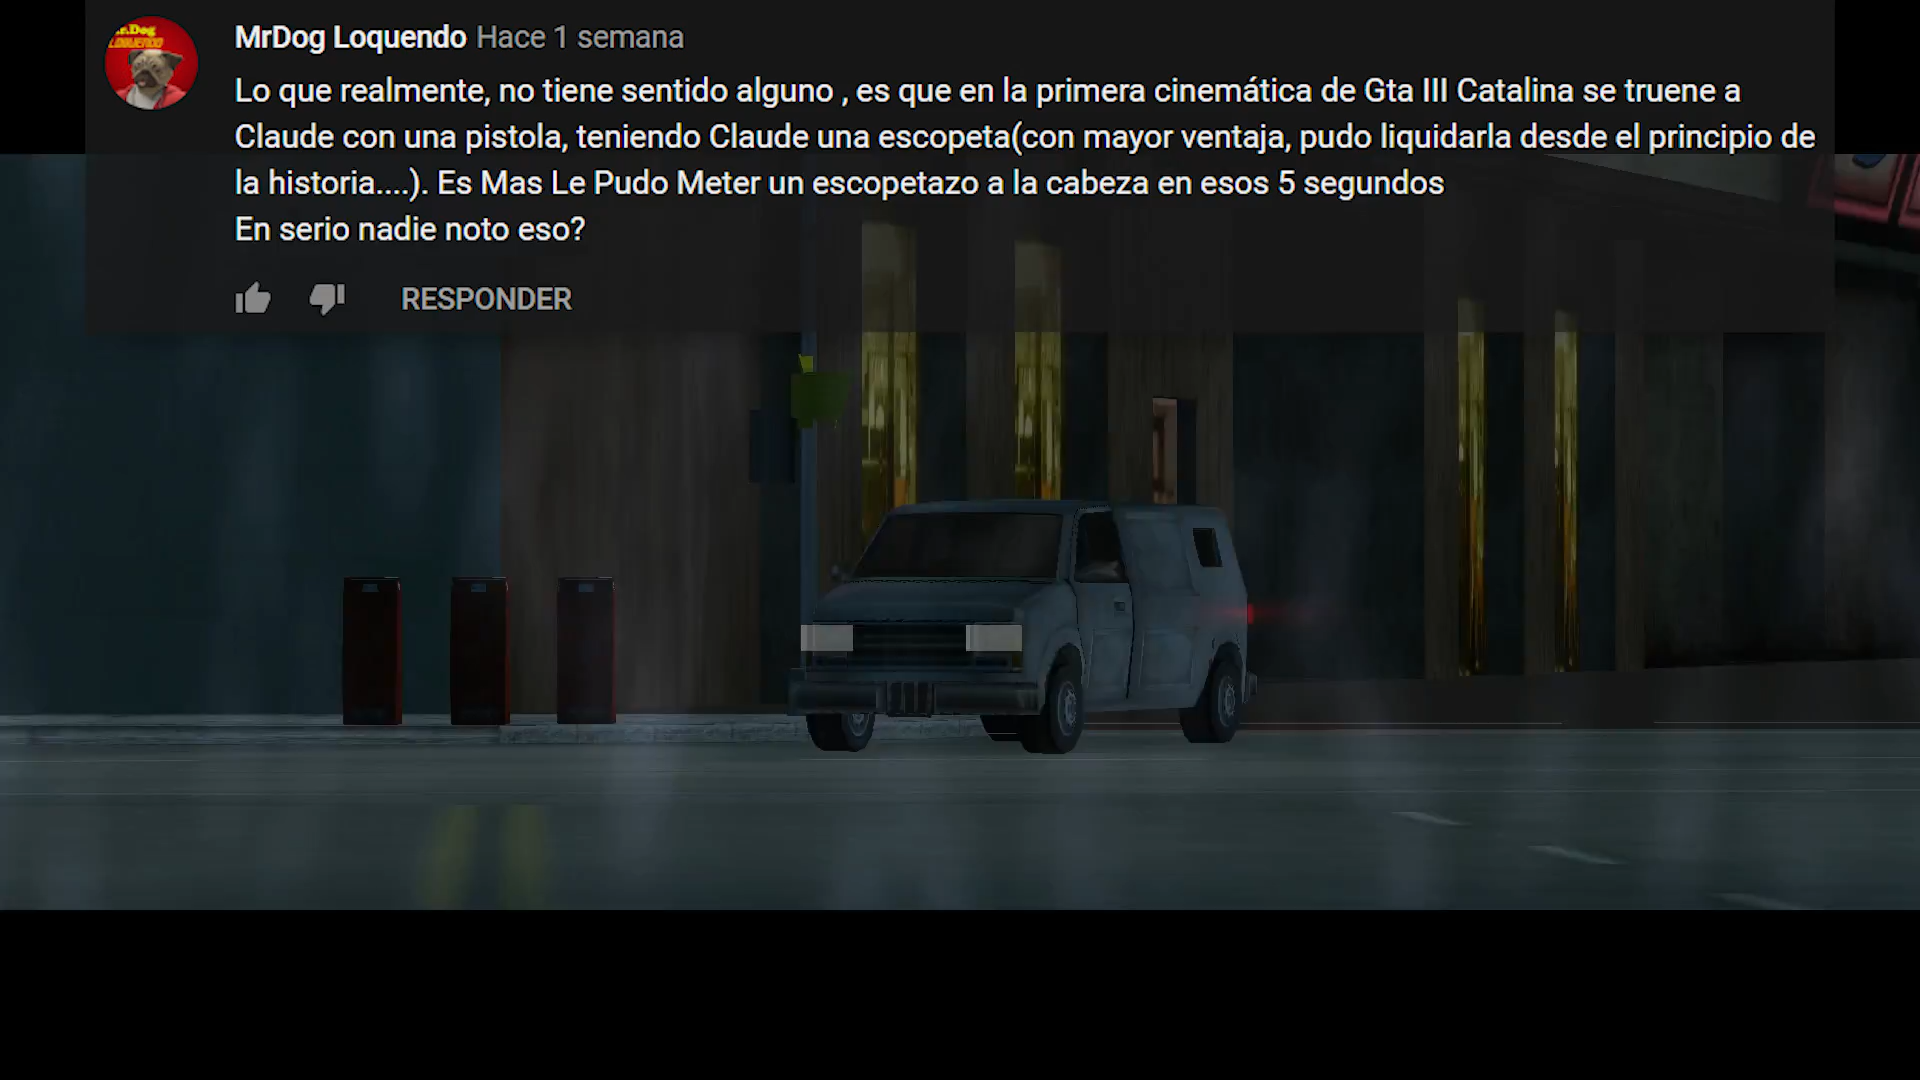 Mr.Dog
LOQUENDO
MrDog Loquendo Hace 1 semana
Lo que realmente, no tiene sentido alguno , es que en la primera cinemática de Gta III Catalina se truene a
Claude con una pistola, teniendo Claude una escopeta(con mayor ventaja, pudo liquidarla desde el principio de
la historia....). Es Mas Le Pudo Meter un escopetazo a la cabeza en esos 5 segundos
En serio nadie noto eso?
RESPONDER